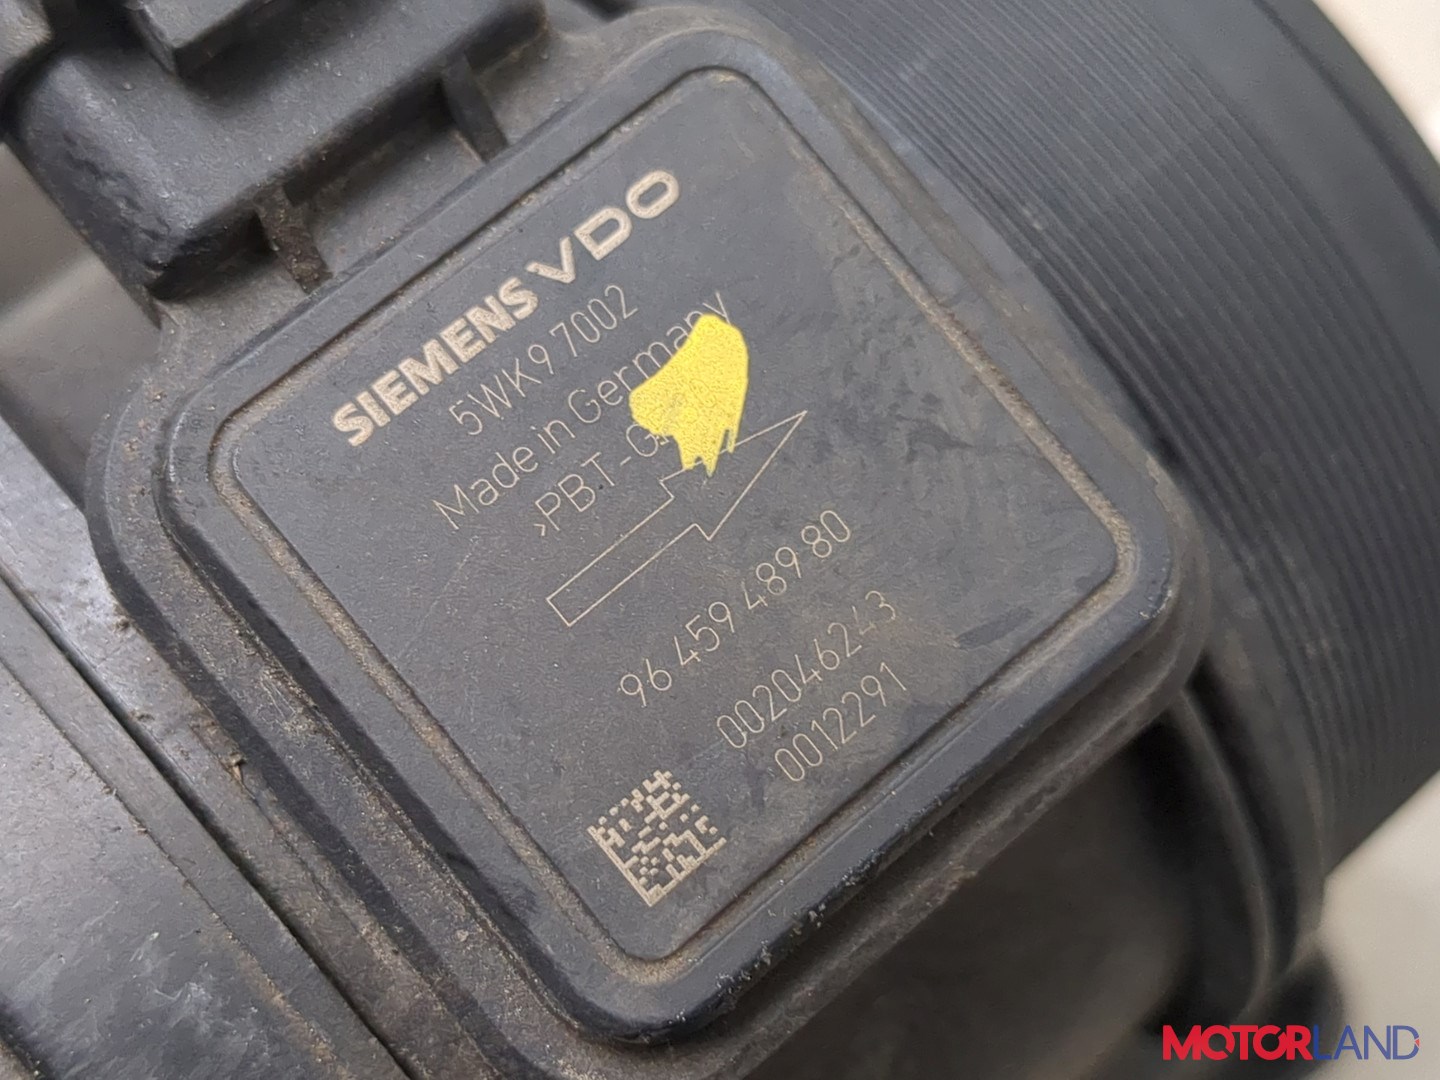 SIEMENS VDO
5WK9 7002
Made in Germany
>PBT-G
96 459 489 80
002046243
0012291
MOTORLAND